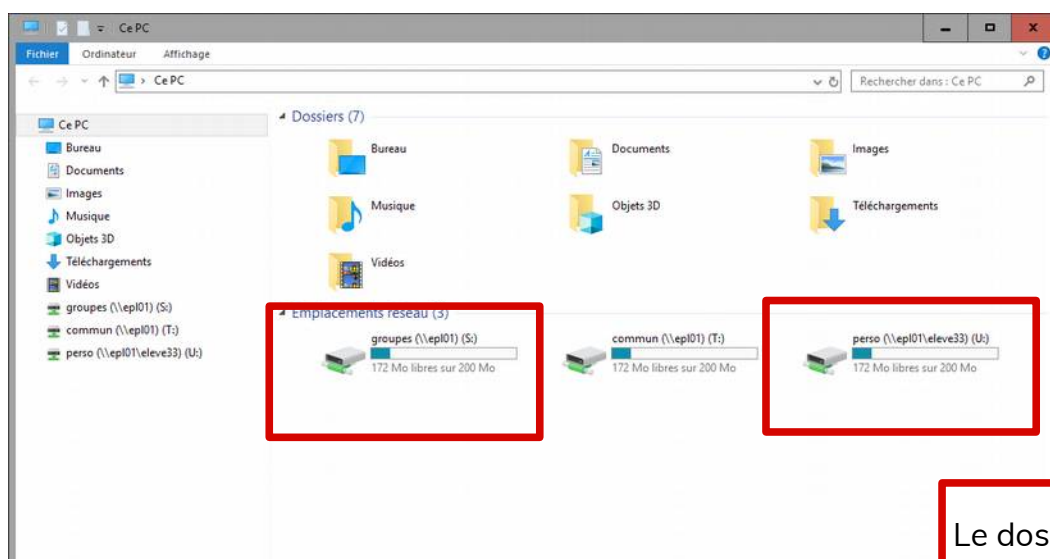 Ce PC
Fichier Ordinateur Affichage
Ce PC
Rechercher dans : Ce PC
Ce PC
Bureau
Documents
Images
Musique
Objets 3D
Téléchargements
Vidéos
groupes (\\epl01) (S:)
commun (\\epl01) (T:)
perso (\\epl01\eleve33) (U:)
Dossiers (7)
Bureau
Documents
Images
Musique
Objets 3D
Téléchargements
Vidéos
Emplacements réseau (3)
groupes (\\epl01) (S:)
172 Mo libres sur 200 Mo
commun (\\epl01) (T:)
172 Mo libres sur 200 Mo
perso (\\epl01\eleve33) (U:)
172 Mo libres sur 200 Mo
Le dos